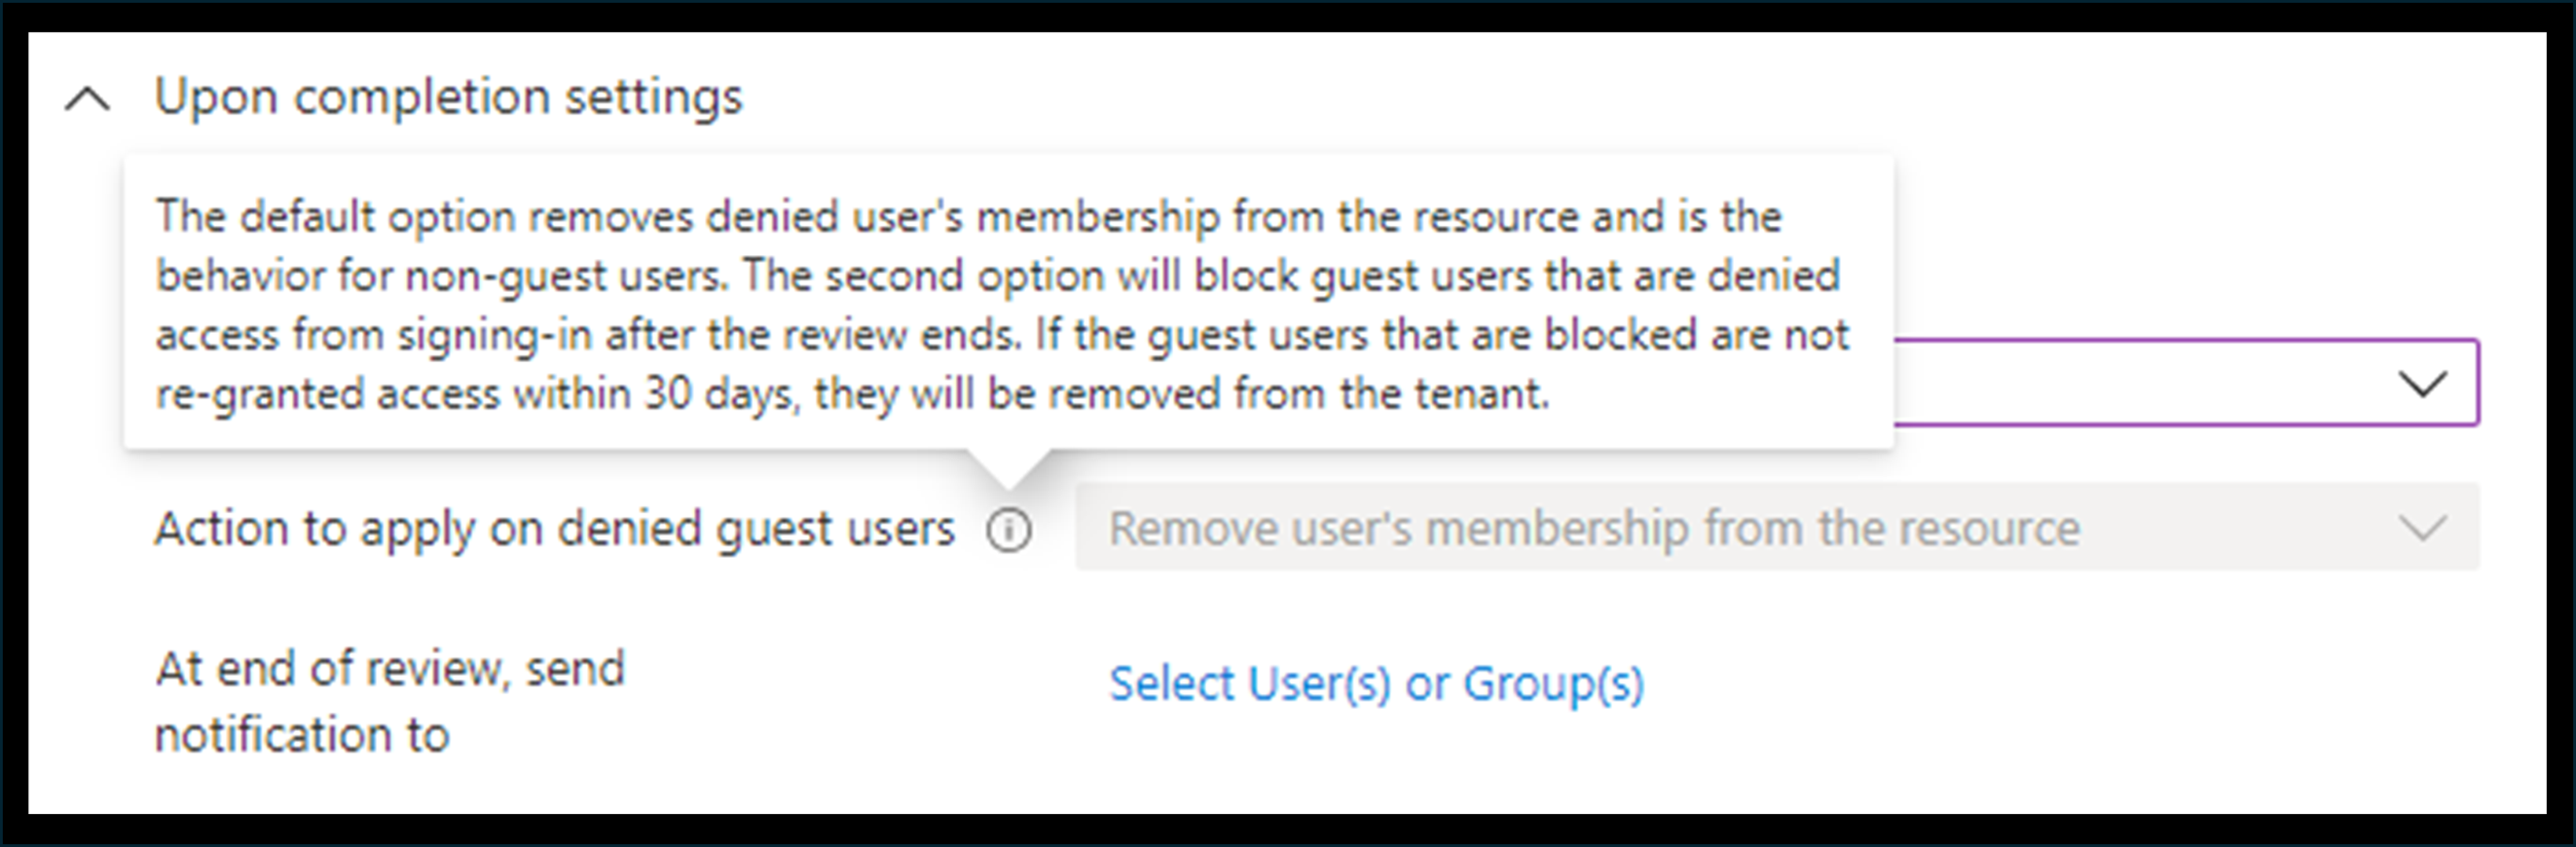 Upon completion settings
The default option removes denied user's membership from the resource and is the
behavior for non-guest users. The second option will block guest users that are denied
access from signing-in after the review ends. If the guest users that are blocked are not
re-granted access within 30 days, they will be removed from the tenant.
Action to apply on denied guest users
Remove user's membership from the resource
At end of review, send
notification to
Select User(s) or Group(s)